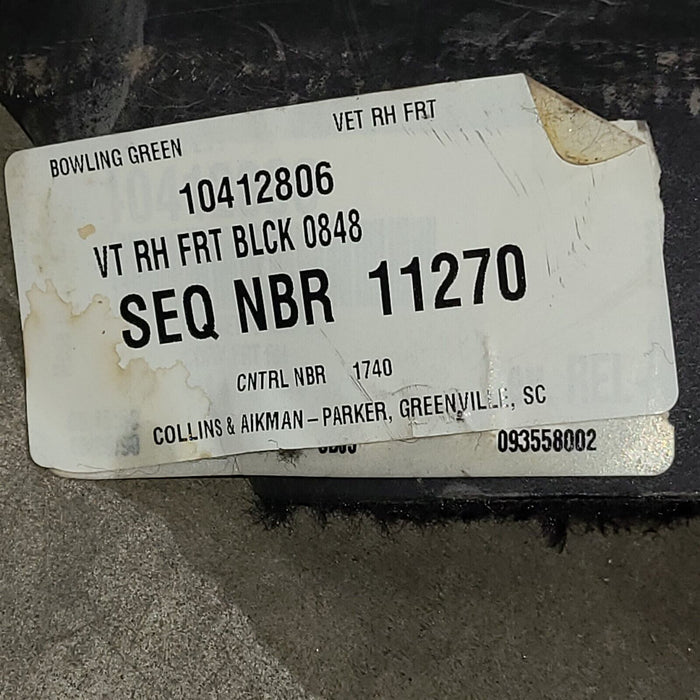 VET RH FRT
BOWLING GREEN
10412806
VT RH FRT BLCK 0848
SEQ NBR 11270
CNTRL NBR 1740
COLLINS & AIKMAN-PARKER, GREENVILLE, SC
093558002